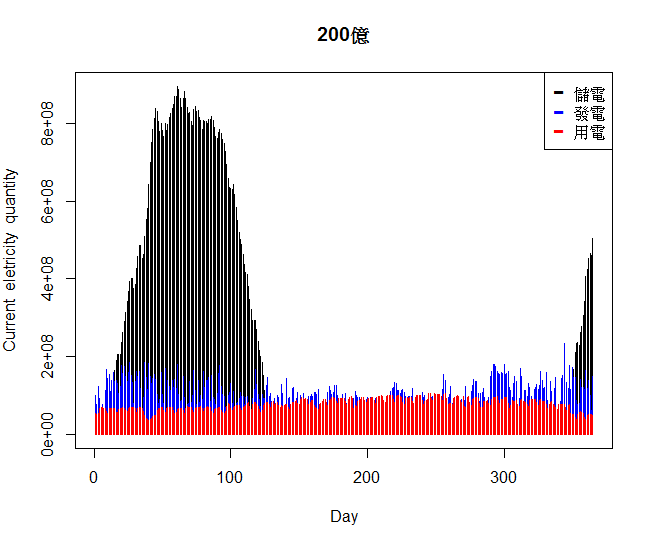 200億
儲電
發電
用電
Current eletricity quantity
0e+00 2e+08 4e+08 6e+08 8e+08
0 100 200 300
Day